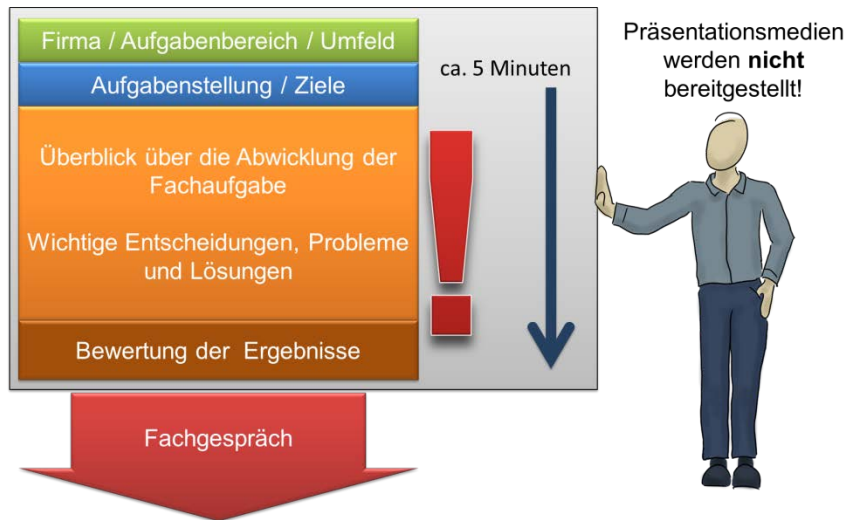 Firma / Aufgabenbereich / Umfeld
Aufgabenstellung / Ziele
Überblick über die Abwicklung der
Fachaufgabe
Wichtige Entscheidungen, Probleme
und Lösungen
Bewertung der Ergebnisse
Fachgespräch
!
ca. 5 Minuten
Präsentationsmedien
werden nicht
bereitgestellt!